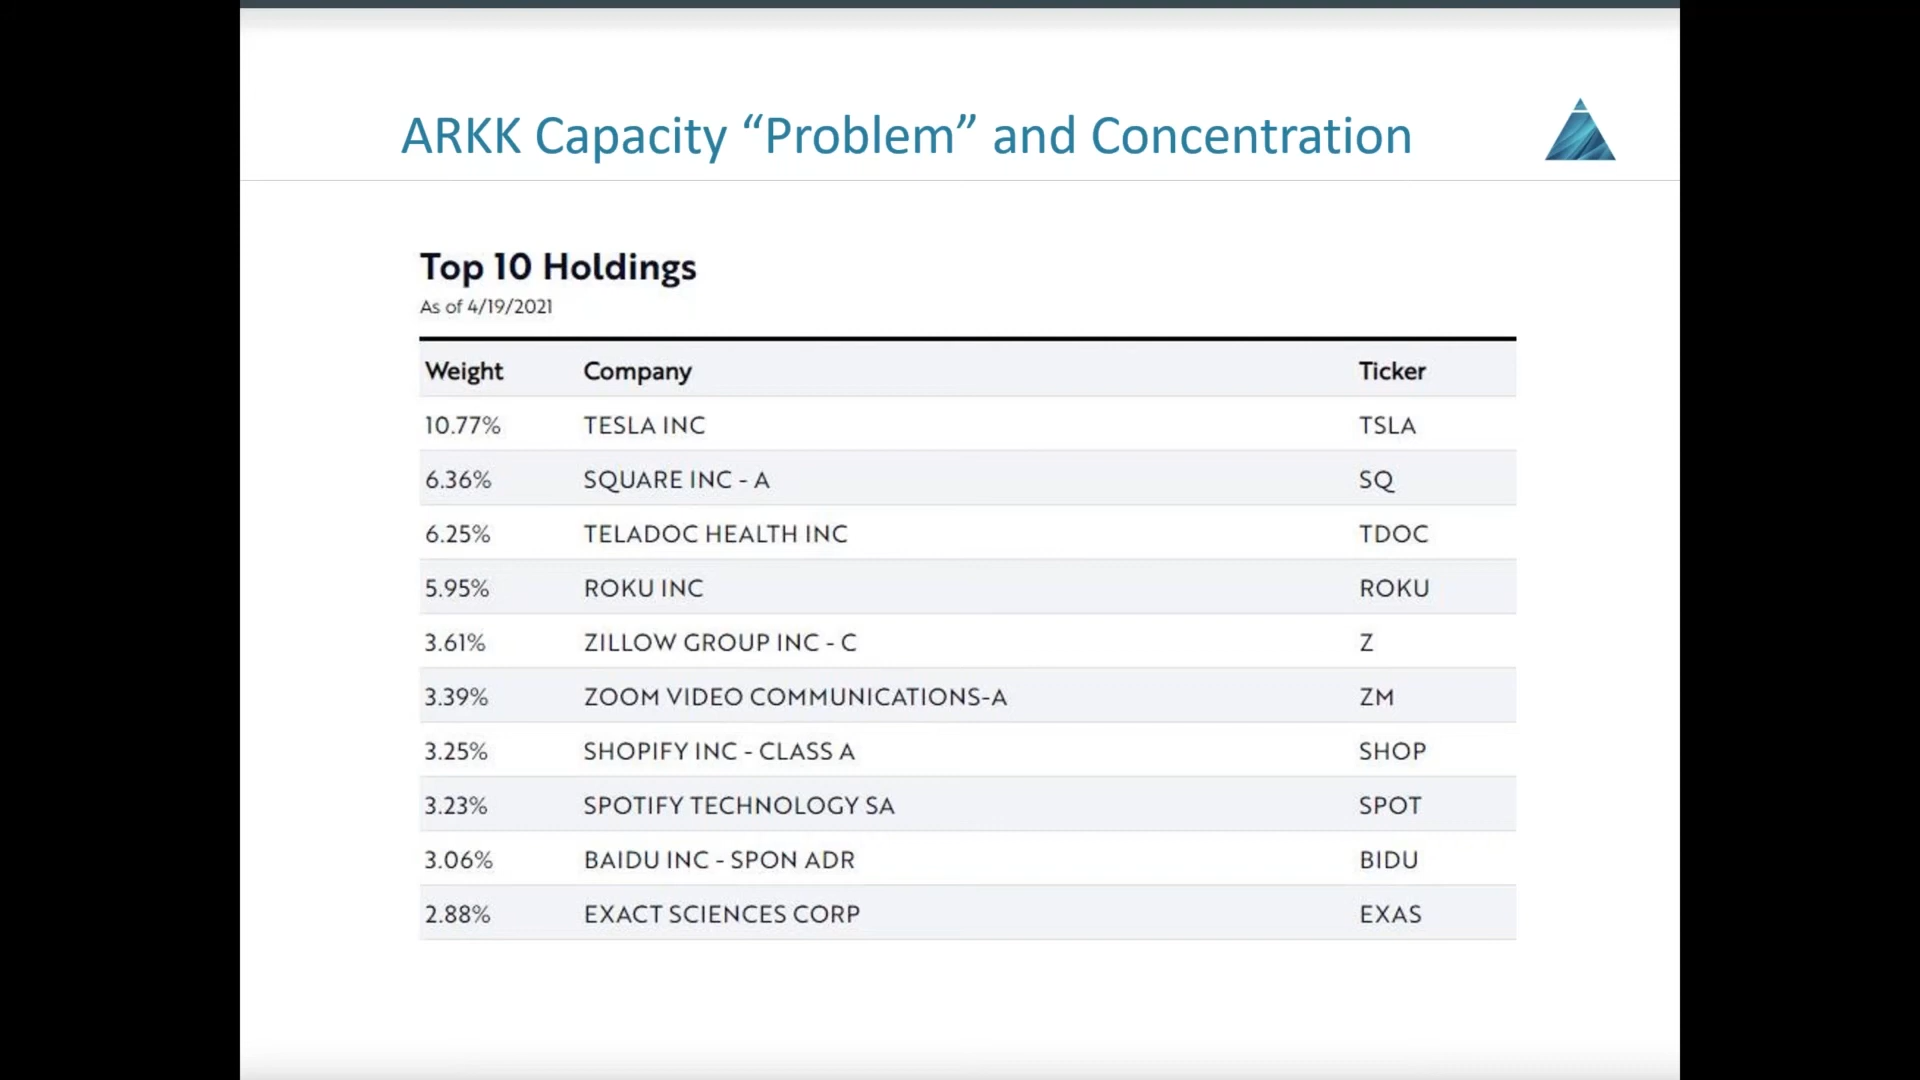 ARKK Capacity “Problem” and Concentration
Top 10 Holdings
As of 4/19/2021
Weight Company Ticker
10.77% TESLA INC TSLA
6.36% SQUARE INC - A SQ
6.25% TELADOC HEALTH INC TDOC
5.95% ROKU INC ROKU
3.61% ZILLOW GROUP INC - C Z
3.39% ZOOM VIDEO COMMUNICATIONS-A ZM
3.25% SHOPIFY INC - CLASS A SHOP
3.23% SPOTIFY TECHNOLOGY SA SPOT
3.06% BAIDU INC - SPON ADR BIDU
2.88% EXACT SCIENCES CORP EXAS